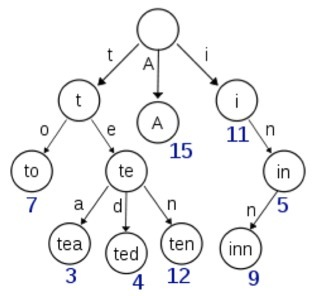 t A i
t A i
15 11
o e n
to te in
7 5
a d n n
tea ted ten inn
3 4 12 9